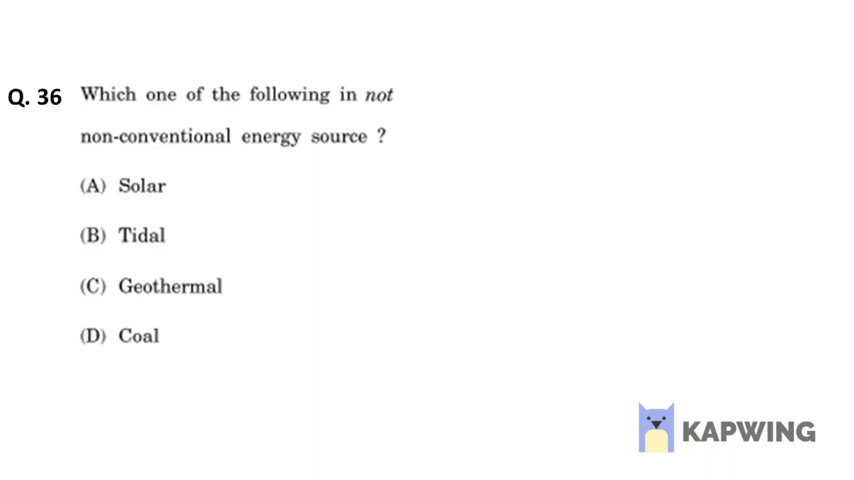 Q. 36 Which one of the following in not
non-conventional energy source ?
(A) Solar
(B) Tidal
(C) Geothermal
(D) Coal
KAPWING